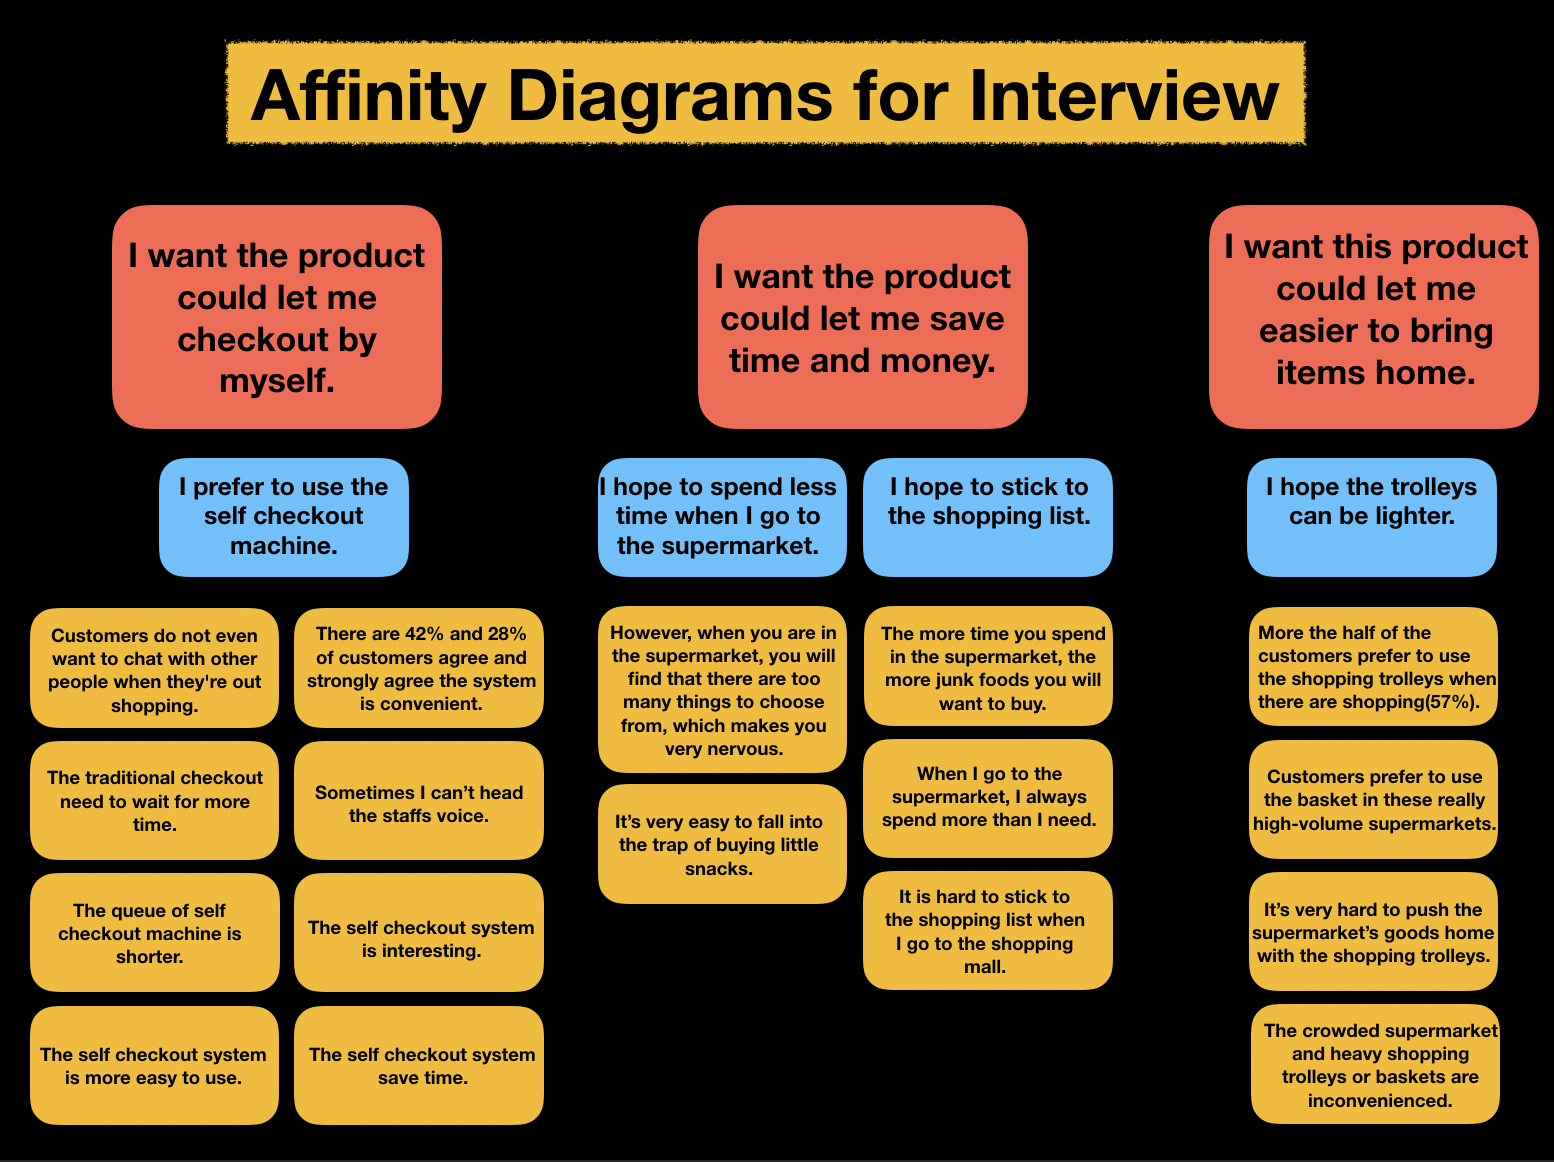 Affinity Diagrams for Interview
I want the product
could let me
checkout by
myself.
I want the product
could let me save
time and money.
I want this product
could let me
easier to bring
items home.
I prefer to use the
self checkout
machine.
I hope to spend less
time when I go to
the supermarket.
I hope to stick to
the shopping list.
I hope the trolleys
can be lighter.
Customers do not even
want to chat with other
people when they're out
shopping.
The traditional checkout
need to wait for more
time.
The queue of self
checkout machine is
shorter.
The self checkout system
is more easy to use.
There are 42% and 28%
of customers agree and
strongly agree the system
is convenient.
Sometimes I can’t head
the staffs voice.
The self checkout system
is interesting.
The self checkout system
save time.
However, when you are in
the supermarket, you will
find that there are too
many things to choose
from, which makes you
very nervous.
It’s very easy to fall into
the trap of buying little
snacks.
The more time you spend
in the supermarket, the
more junk foods you will
want to buy.
When I go to the
supermarket, I always
spend more than I need.
It is hard to stick to
the shopping list when
I go to the shopping
mall.
More the half of the
customers prefer to use
the shopping trolleys when
there are shopping(57%).
Customers prefer to use
the basket in these really
high-volume supermarkets.
It’s very hard to push the
supermarket’s goods home
with the shopping trolleys.
The crowded supermarket
and heavy shopping
trolleys or baskets are
inconvenienced.